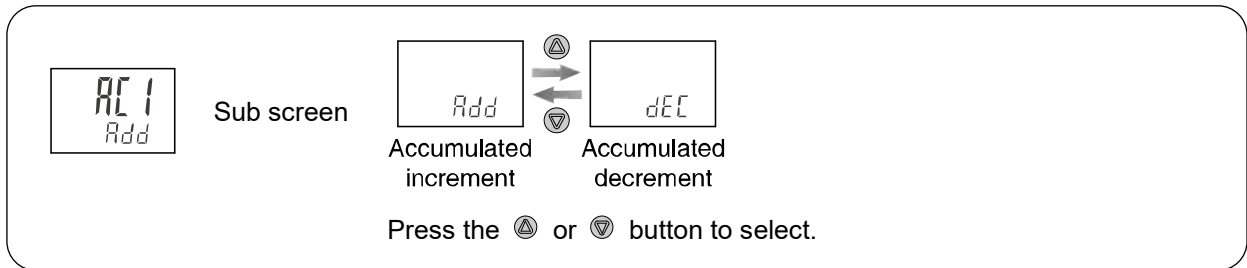 AC1
Add
Sub screen
Add
dEC
Accumulated increment
Accumulated decrement
Press the or button to select.